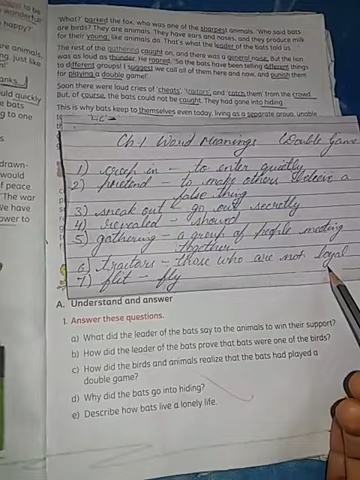 'What?' barked the fox, who was one of the sharpest animals. 'Who said bats
are birds? They are animals. They have ears and noses, and they produce milk
for their young, like animals do. That's what the leader of the bats told us.
The rest of the gathering caught on, and there was a general noise. But the lion
was as loud as thunder. He roared, 'So the bats have been telling different things
to different groups! I suggest we call all of them here and now, and punish them
for playing a double game!'
Soon there were loud cries of 'cheats', 'traitors' and 'catch them' from the crowd.
But, of course, the bats could not be caught. They had gone into hiding.
This is why bats keep to themselves even today, living as a separate group, unable
Ch.1 Word Meanings Double Game
1) creep in - to enter quietly
2) pretend - to make others believe a
false thing
3) sneak out - go out secretly
4) revealed - showed
5) gathering - a group of people meeting
together
6) traitors - those who are not loyal
7) flit - fly
A. Understand and answer
1. Answer these questions.
a) What did the leader of the bats say to the animals to win their support?
b) How did the leader of the bats prove that bats were one of the birds?
c) How did the birds and animals realize that the bats had played a
double game?
d) Why did the bats go into hiding?
e) Describe how bats live a lonely life.